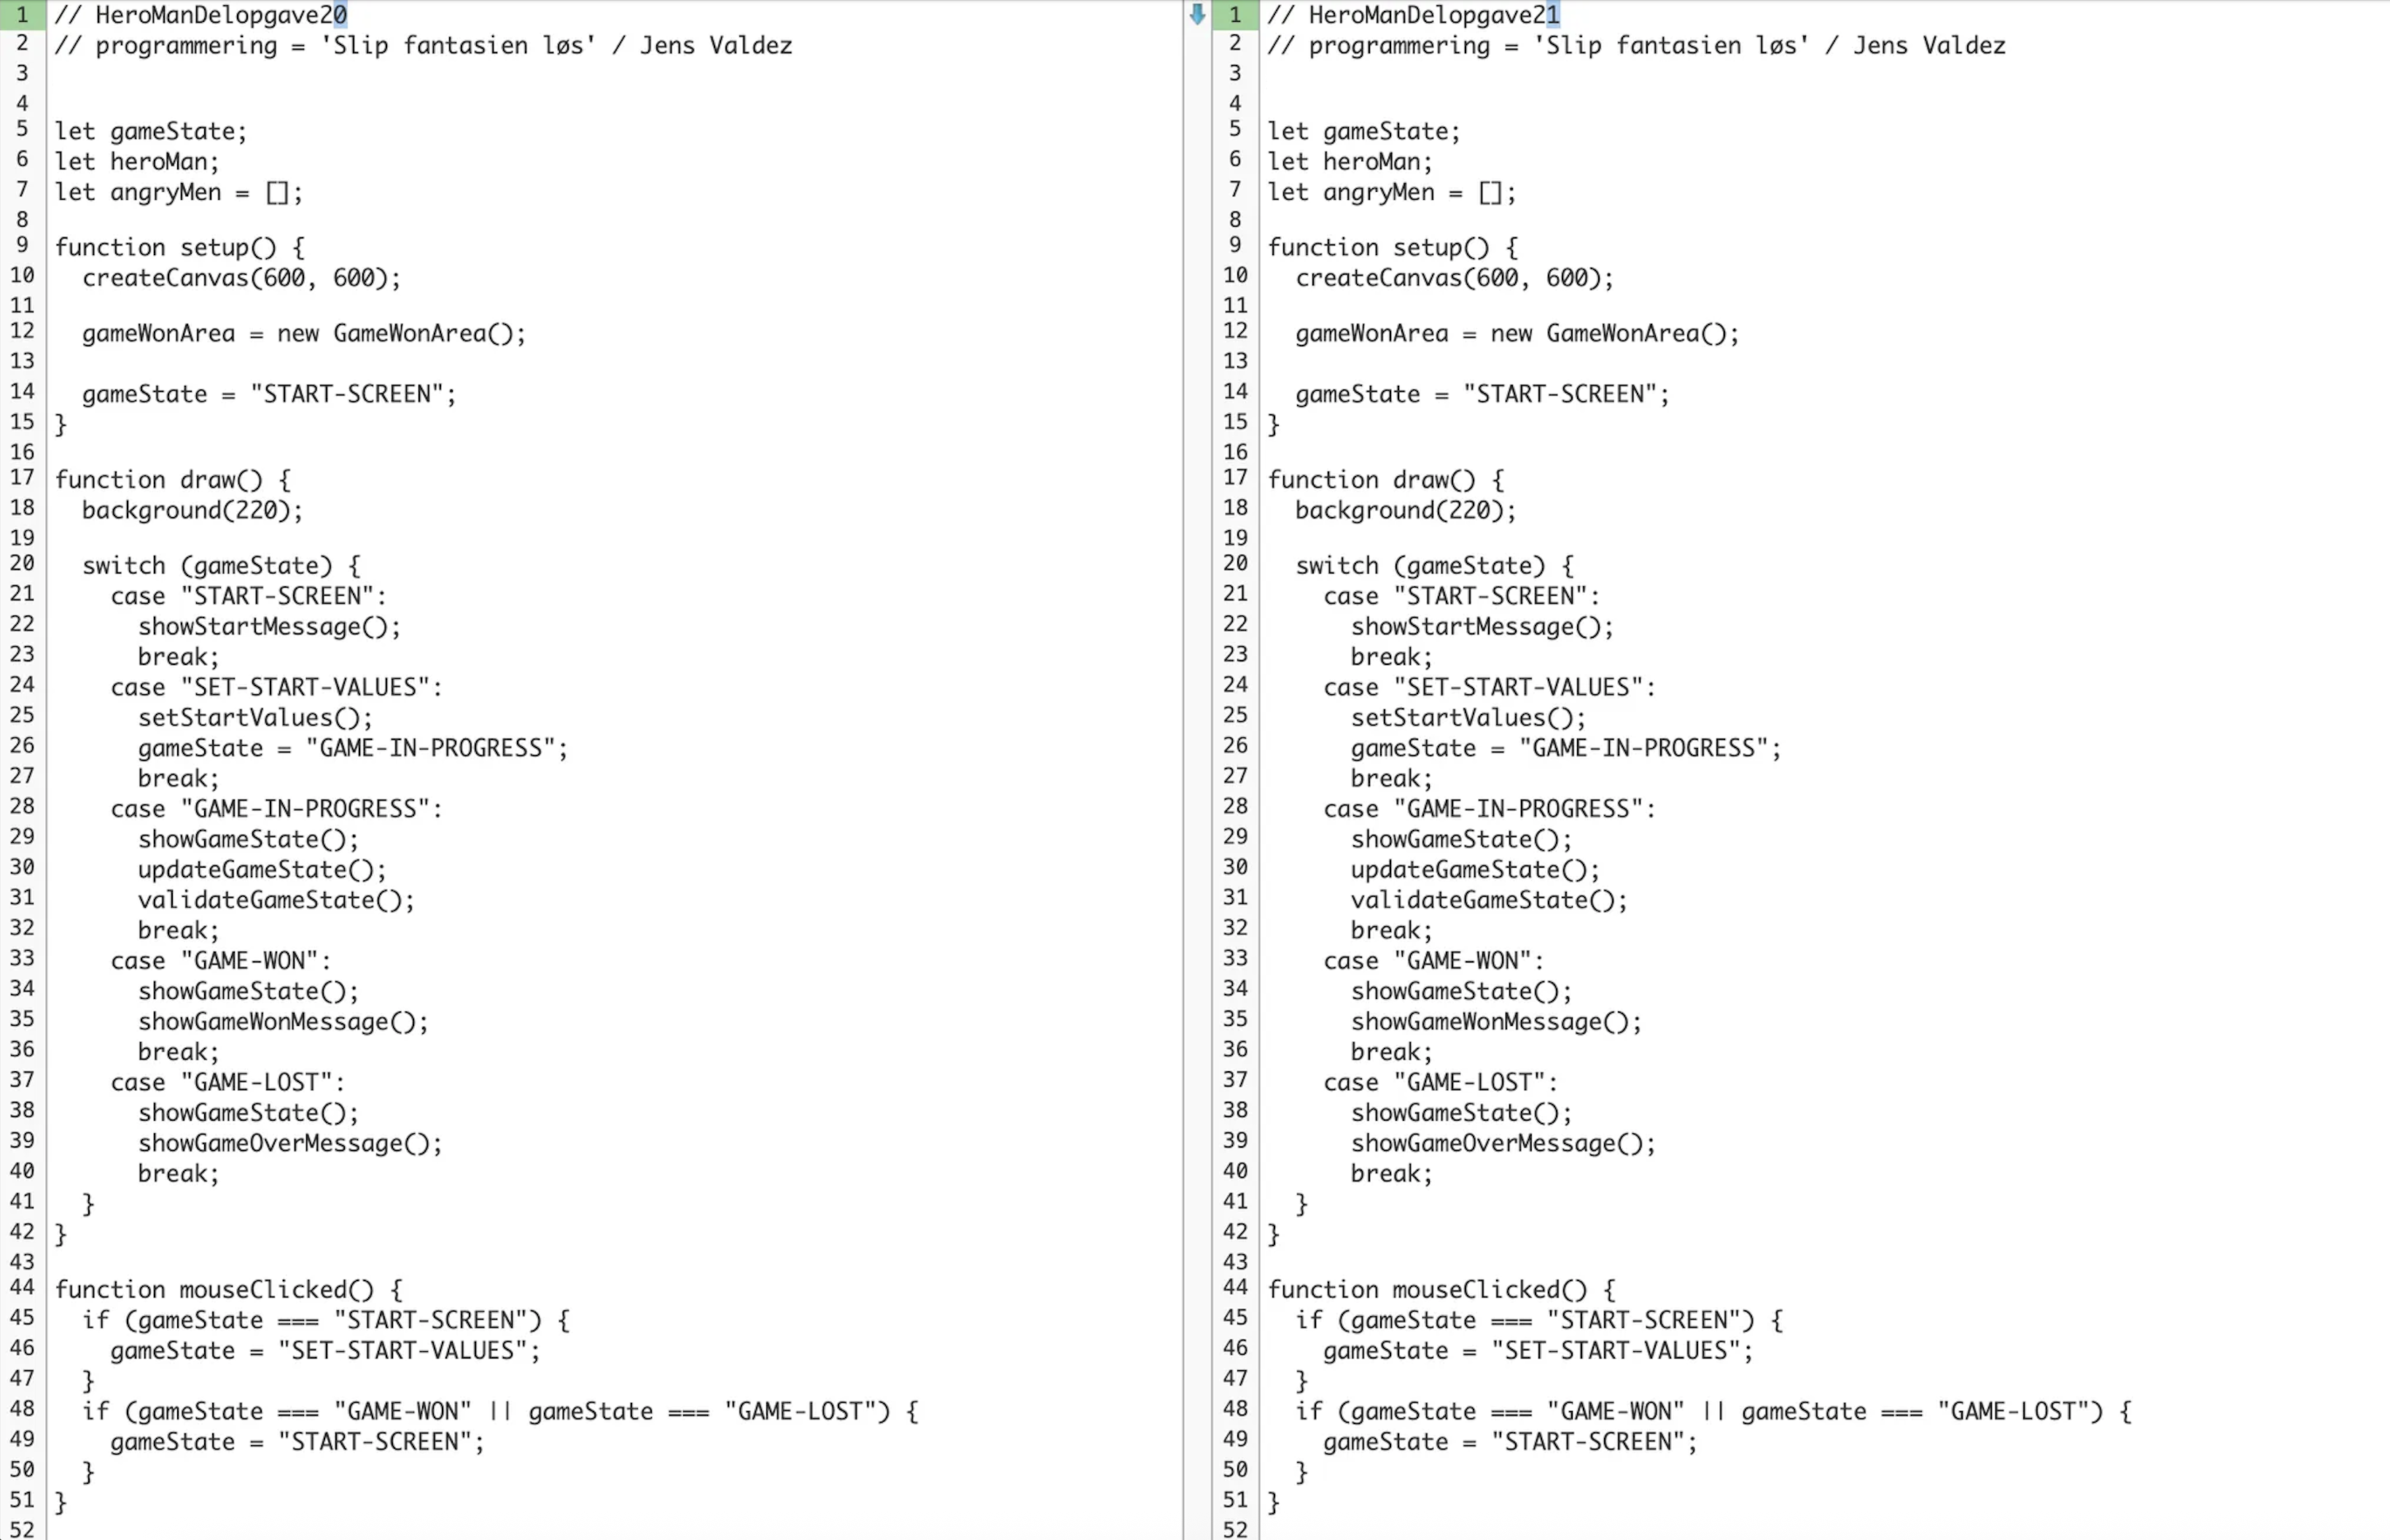 1 // HeroManDelopgave20
2 // programmering = 'Slip fantasien løs' / Jens Valdez
3
4
5 let gameState;
6 let heroMan;
7 let angryMen = [];
8
9 function setup() {
10   createCanvas(600, 600);
11
12   gameWonArea = new GameWonArea();
13
14   gameState = "START-SCREEN";
15 }
16
17 function draw() {
18   background(220);
19
20   switch (gameState) {
21     case "START-SCREEN":
22       showStartMessage();
23       break;
24     case "SET-START-VALUES":
25       setStartValues();
26       gameState = "GAME-IN-PROGRESS";
27       break;
28     case "GAME-IN-PROGRESS":
29       showGameState();
30       updateGameState();
31       validateGameState();
32       break;
33     case "GAME-WON":
34       showGameState();
35       showGameWonMessage();
36       break;
37     case "GAME-LOST":
38       showGameState();
39       showGameOverMessage();
40       break;
41   }
42 }
43
44 function mouseClicked() {
45   if (gameState === "START-SCREEN") {
46     gameState = "SET-START-VALUES";
47   }
48   if (gameState === "GAME-WON" || gameState === "GAME-LOST") {
49     gameState = "START-SCREEN";
50   }
51 }
52
1 // HeroManDelopgave21
2 // programmering = 'Slip fantasien løs' / Jens Valdez
3
4
5 let gameState;
6 let heroMan;
7 let angryMen = [];
8
9 function setup() {
10   createCanvas(600, 600);
11
12   gameWonArea = new GameWonArea();
13
14   gameState = "START-SCREEN";
15 }
16
17 function draw() {
18   background(220);
19
20   switch (gameState) {
21     case "START-SCREEN":
22       showStartMessage();
23       break;
24     case "SET-START-VALUES":
25       setStartValues();
26       gameState = "GAME-IN-PROGRESS";
27       break;
28     case "GAME-IN-PROGRESS":
29       showGameState();
30       updateGameState();
31       validateGameState();
32       break;
33     case "GAME-WON":
34       showGameState();
35       showGameWonMessage();
36       break;
37     case "GAME-LOST":
38       showGameState();
39       showGameOverMessage();
40       break;
41   }
42 }
43
44 function mouseClicked() {
45   if (gameState === "START-SCREEN") {
46     gameState = "SET-START-VALUES";
47   }
48   if (gameState === "GAME-WON" || gameState === "GAME-LOST") {
49     gameState = "START-SCREEN";
50   }
51 }
52